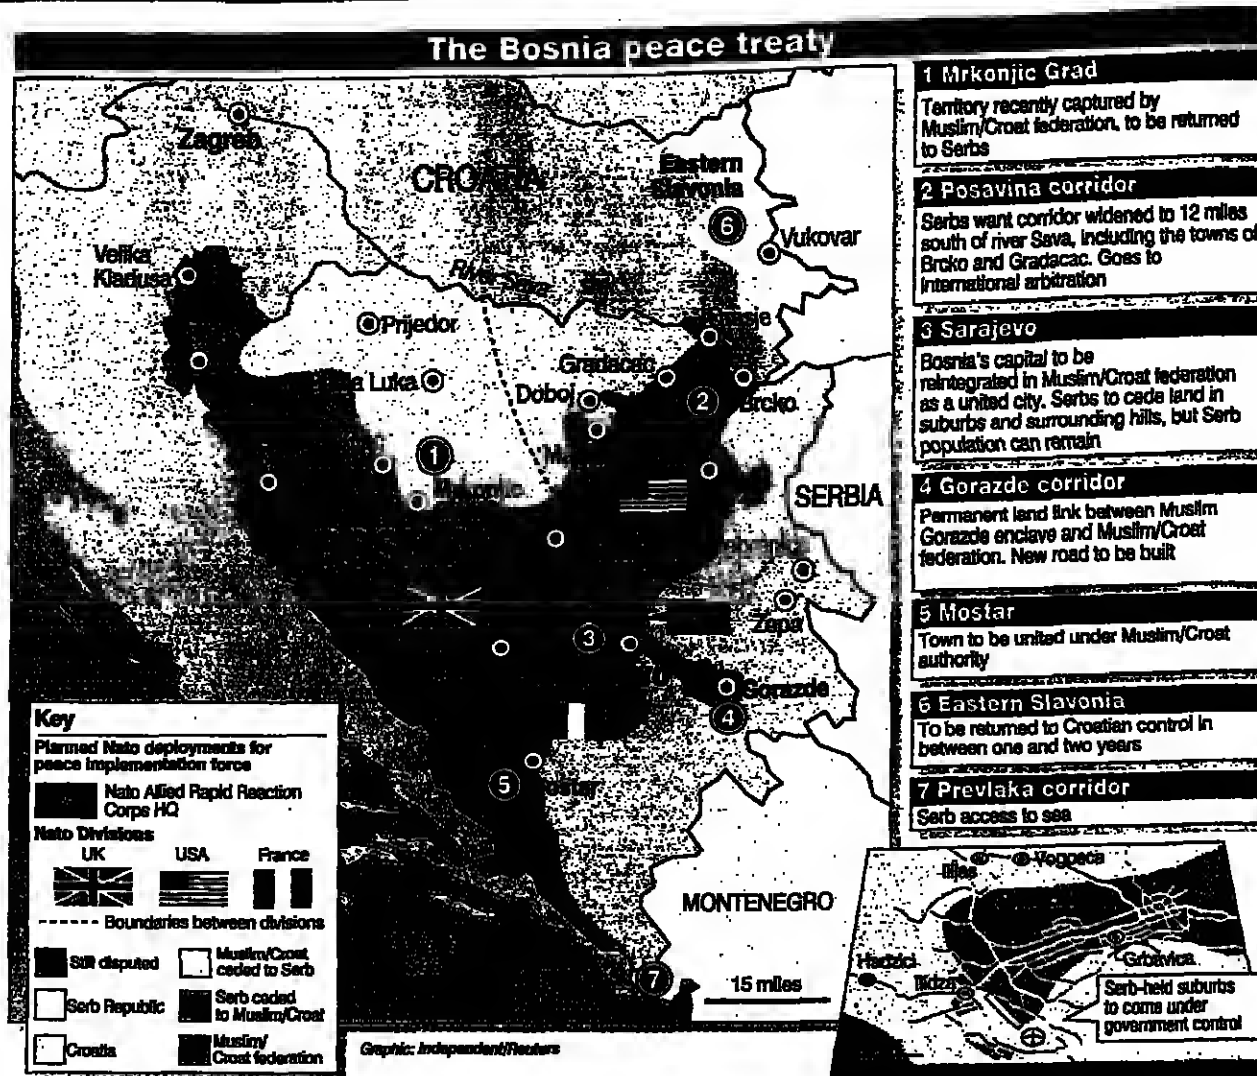 The Bosnia peace treaty
Zagreb
CROATIA
Eastern
Slavonia
6
Vukovar
Velika
Kladusa
River Sava
Prijedor
Luka
Gradacac
Doboj
2
Brcko
1
SERBIA
3
Zepa
Gorazde
4
5
MONTENEGRO
7
15 miles
Key
Planned Nato deployments for
peace implementation force
Nato Allied Rapid Reaction
Corps HQ
Nato Divisions
UK USA France
Boundaries between divisions
Still disputed
Muslim/Croat
ceded to Serb
Serb Republic
Serb ceded
to Muslim/Croat
Croatia
Muslim/
Croat federation
Graphic: Independent/Reuters
1 Mrkonjic Grad
Territory recently captured by
Muslim/Croat federation, to be returned
to Serbs
2 Posavina corridor
Serbs want corridor widened to 12 miles
south of river Sava, including the towns of
Brcko and Gradacac. Goes to
international arbitration
3 Sarajevo
Bosnia's capital to be
reintegrated in Muslim/Croat federation
as a united city. Serbs to cede land in
suburbs and surrounding hills, but Serb
population can remain
4 Gorazde corridor
Permanent land link between Muslim
Gorazde enclave and Muslim/Croat
federation. New road to be built
5 Mostar
Town to be united under Muslim/Croat
authority
6 Eastern Slavonia
To be returned to Croatian control in
between one and two years
7 Prevlaka corridor
Serb access to sea
Ilijas
Vogosca
Hadzici
Ilidza
Grbavica
Serb-held suburbs
to come under
government control